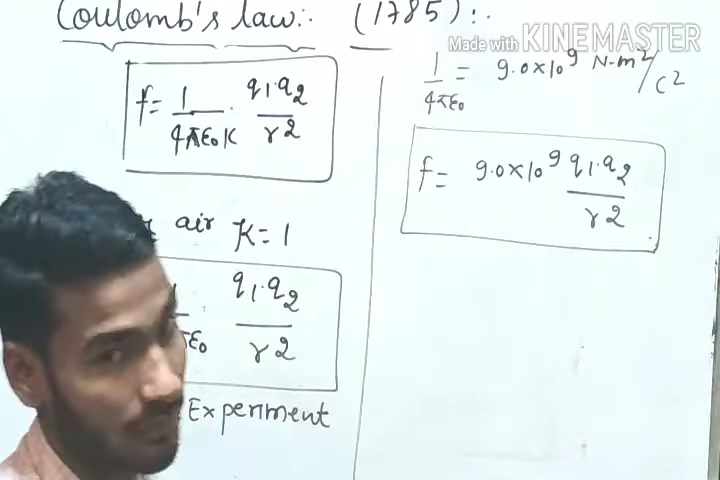 Coulomb's law:. (1785):.
Made with KINEMASTER
f= 1/4πε₀K · q₁·q₂/r2
air K=1
πε₀ q₁·q₂/r2
Experiment
1/4πε₀ = 9.0×10⁹ N-m²/C2
f= 9.0×10⁹ q₁·q₂/r2